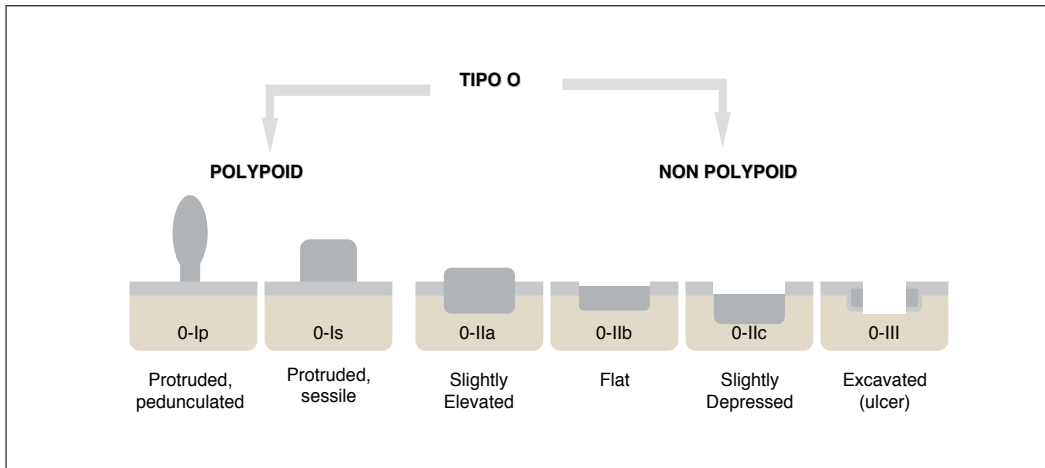 TIPO O
POLYPOID
NON POLYPOID
0-Ip
0-Is
0-IIa
0-IIb
0-IIc
0-III
Protruded,
pedunculated
Protruded,
sessile
Slightly
Elevated
Flat
Slightly
Depressed
Excavated
(ulcer)